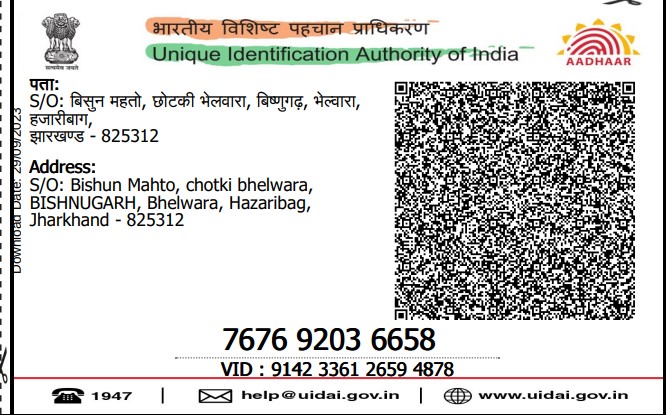 भारतीय विशिष्ट पहचान प्राधिकरण
Unique Identification Authority of India
सत्यमेव जयते
AADHAAR
Download Date: 29/09/2023
पता:
S/O: बिसुन महतो, छोटकी भेलवारा, बिष्णुगढ़, भेल्वारा,
हजारीबाग,
झारखण्ड - 825312
Address:
S/O: Bishun Mahto, chotki bhelwara,
BISHNUGARH, Bhelwara, Hazaribag,
Jharkhand - 825312
7676 9203 6658
VID : 9142 3361 2659 4878
1947 | help@uidai.gov.in | www.uidai.gov.in